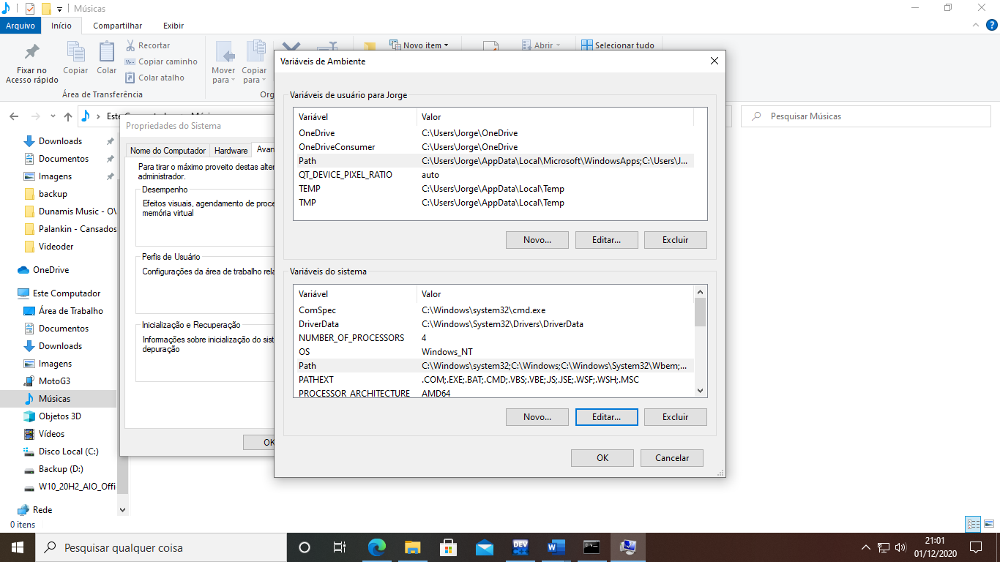 Músicas
Arquivo
Início
Compartilhar
Exibir
Fixar no
Acesso rápido
Copiar
Colar
Recortar
Copiar caminho
Colar atalho
Área de Transferência
Mover
para
Copiar
para
Org
Novo item
Abrir
Selecionar tudo
Este
Pesquisar Músicas
Downloads
Documentos
Imagens
backup
Dunamis Music - O
Palankin - Cansados
Videoder
OneDrive
Este Computador
Área de Trabalho
Documentos
Downloads
Imagens
MotoG3
Músicas
Objetos 3D
Vídeos
Disco Local (C:)
Backup (D:)
W10_20H2_AIO_Offi
Rede
0 itens
Propriedades do Sistema
Nome do Computador
Hardware
Avan
Para tirar o máximo proveito destas alter
administrador.
Desempenho
Efeitos visuais, agendamento de proce
memória virtual
Perfis de Usuário
Configurações da área de trabalho rela
Inicialização e Recuperação
Informações sobre inicialização do sist
depuração
OK
Variáveis de Ambiente
Variáveis de usuário para Jorge
Variável Valor
OneDrive C:\Users\Jorge\OneDrive
OneDriveConsumer C:\Users\Jorge\OneDrive
Path C:\Users\Jorge\AppData\Local\Microsoft\WindowsApps;C:\Users\J...
QT_DEVICE_PIXEL_RATIO auto
TEMP C:\Users\Jorge\AppData\Local\Temp
TMP C:\Users\Jorge\AppData\Local\Temp
Novo... Editar... Excluir
Variáveis do sistema
Variável Valor
ComSpec C:\Windows\system32\cmd.exe
DriverData C:\Windows\System32\Drivers\DriverData
NUMBER_OF_PROCESSORS 4
OS Windows_NT
Path C:\Windows\system32;C:\Windows;C:\Windows\System32\Wbem;...
PATHEXT .COM;.EXE;.BAT;.CMD;.VBS;.VBE;.JS;.JSE;.WSF;.WSH;.MSC
PROCESSOR_ARCHITECTURE AMD64
Novo... Editar... Excluir
OK Cancelar
Pesquisar qualquer coisa
DEV
21:01
01/12/2020